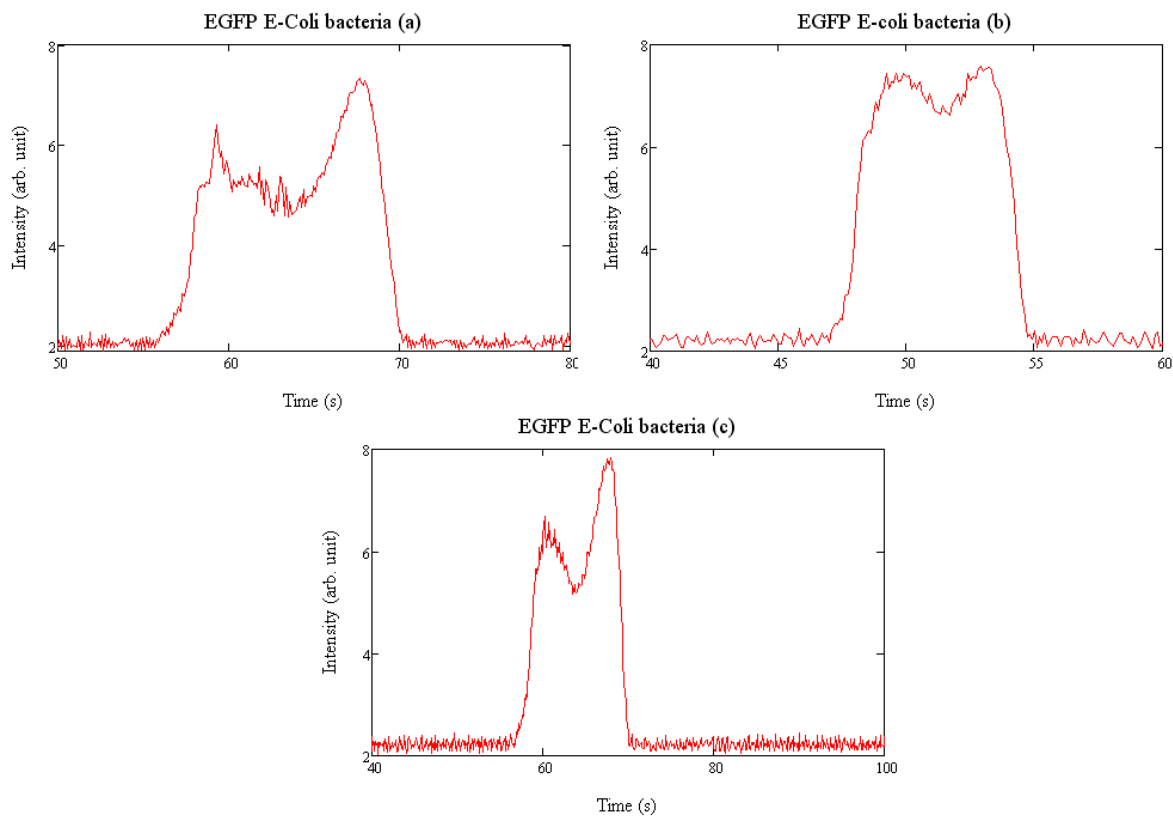 EGFP E-Coli bacteria (a)
8
6
4
2
Intensity (arb. unit)
50 60 70 80
Time (s)
EGFP E-coli bacteria (b)
8
6
4
2
Intensity (arb. unit)
40 45 50 55 60
Time (s)
EGFP E-Coli bacteria (c)
8
6
4
2
Intensity (arb. unit)
40 60 80 100
Time (s)